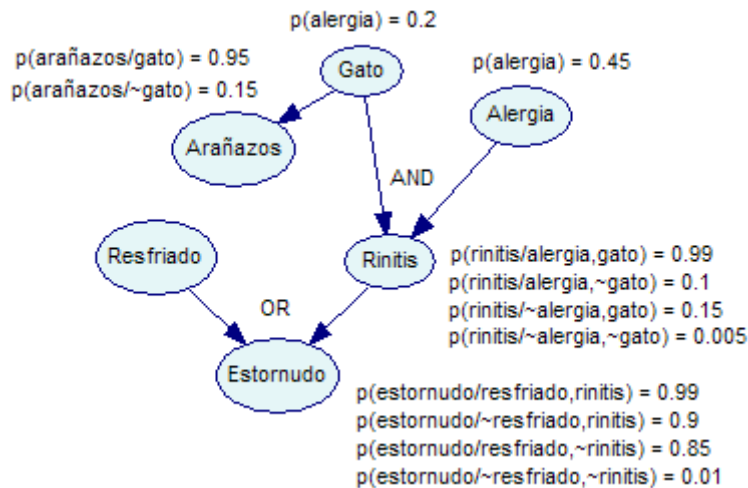 p(alergia) = 0.2
p(arañazos/gato) = 0.95
p(arañazos/~gato) = 0.15
Gato
p(alergia) = 0.45
Alergia
Arañazos
AND
Resfriado
Rinitis
p(rinitis/alergia,gato) = 0.99
p(rinitis/alergia,~gato) = 0.1
p(rinitis/~alergia,gato) = 0.15
p(rinitis/~alergia,~gato) = 0.005
OR
Estornudo
p(estornudo/resfriado,rinitis) = 0.99
p(estornudo/~resfriado,rinitis) = 0.9
p(estornudo/resfriado,~rinitis) = 0.85
p(estornudo/~resfriado,~rinitis) = 0.01